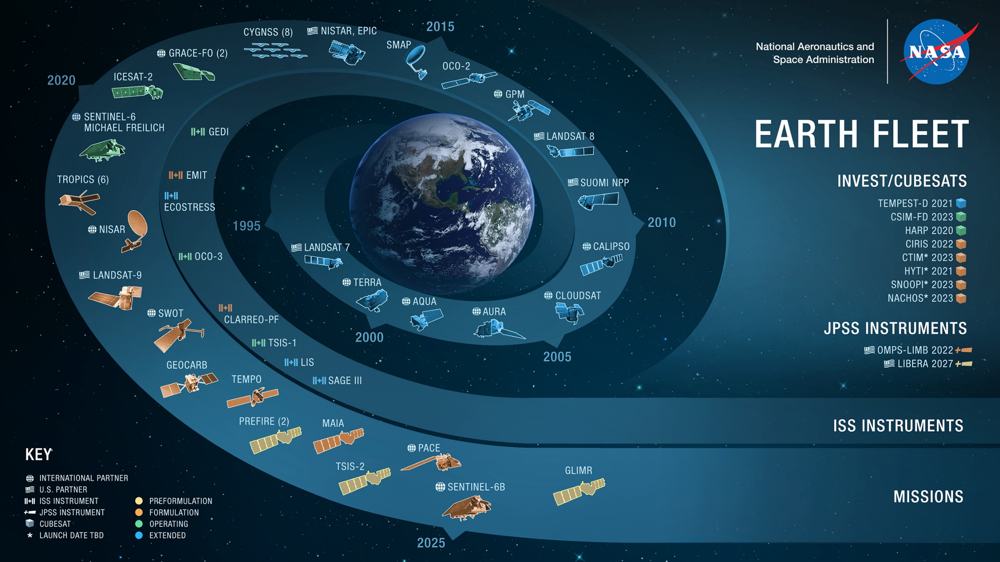 National Aeronautics and
Space Administration
NASA
EARTH FLEET
INVEST/CUBESATS
TEMPEST-D 2021
CSIM-FD 2023
HARP 2020
CIRIS 2022
CTIM* 2023
HYTI* 2021
SNOOPI* 2023
NACHOS* 2023
JPSS INSTRUMENTS
OMPS-LIMB 2022
LIBERA 2027
ISS INSTRUMENTS
MISSIONS
1995
LANDSAT 7
TERRA
2000
AQUA
AURA
2005
CLOUDSAT
CALIPSO
2010
SUOMI NPP
LANDSAT 8
GPM
OCO-2
2015
SMAP
NISTAR, EPIC
CYGNSS (8)
GRACE-FO (2)
ICESAT-2
2020
SENTINEL-6
MICHAEL FREILICH
TROPICS (6)
NISAR
LANDSAT-9
SWOT
GEOCARB
TEMPO
PREFIRE (2)
MAIA
TSIS-2
PACE
SENTINEL-6B
GLIMR
2025
GEDI
EMIT
ECOSTRESS
OCO-3
CLARREO-PF
TSIS-1
LIS
SAGE III
KEY
INTERNATIONAL PARTNER
U.S. PARTNER
ISS INSTRUMENT
JPSS INSTRUMENT
CUBESAT
* LAUNCH DATE TBD
PREFORMULATION
FORMULATION
OPERATING
EXTENDED